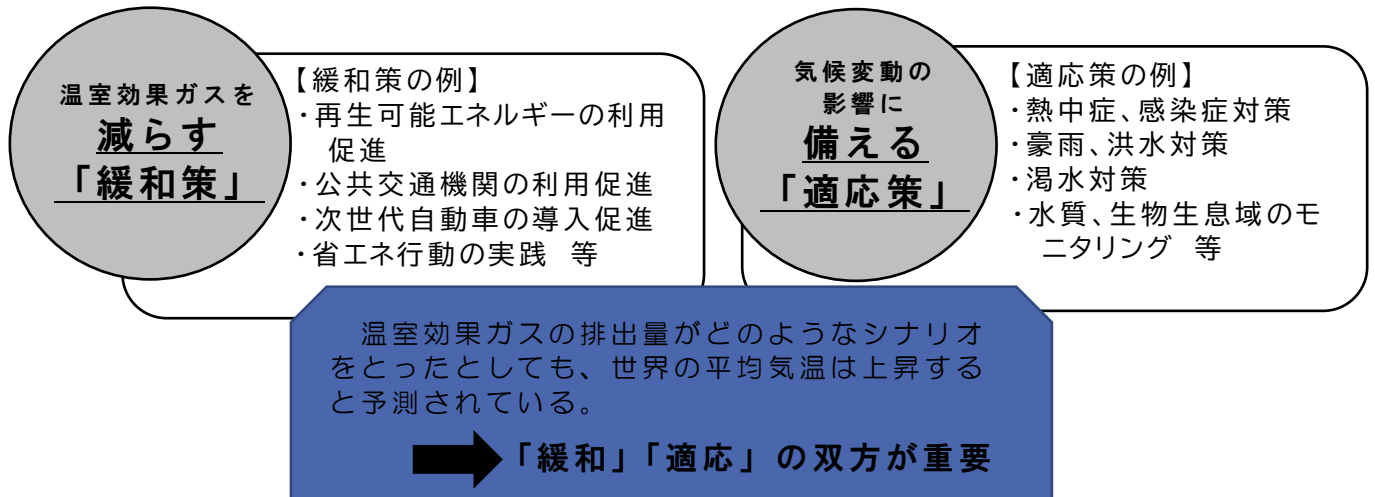 温室効果ガスを
減らす
「緩和策」
【緩和策の例】
・再生可能エネルギーの利用
促進
・公共交通機関の利用促進
・次世代自動車の導入促進
・省エネ行動の実践　等
気候変動の
影響に
備える
「適応策」
【適応策の例】
・熱中症、感染症対策
・豪雨、洪水対策
・渇水対策
・水質、生物生息域のモ
ニタリング　等
温室効果ガスの排出量がどのようなシナリオ
をとったとしても、世界の平均気温は上昇する
と予測されている。
「緩和」「適応」の双方が重要